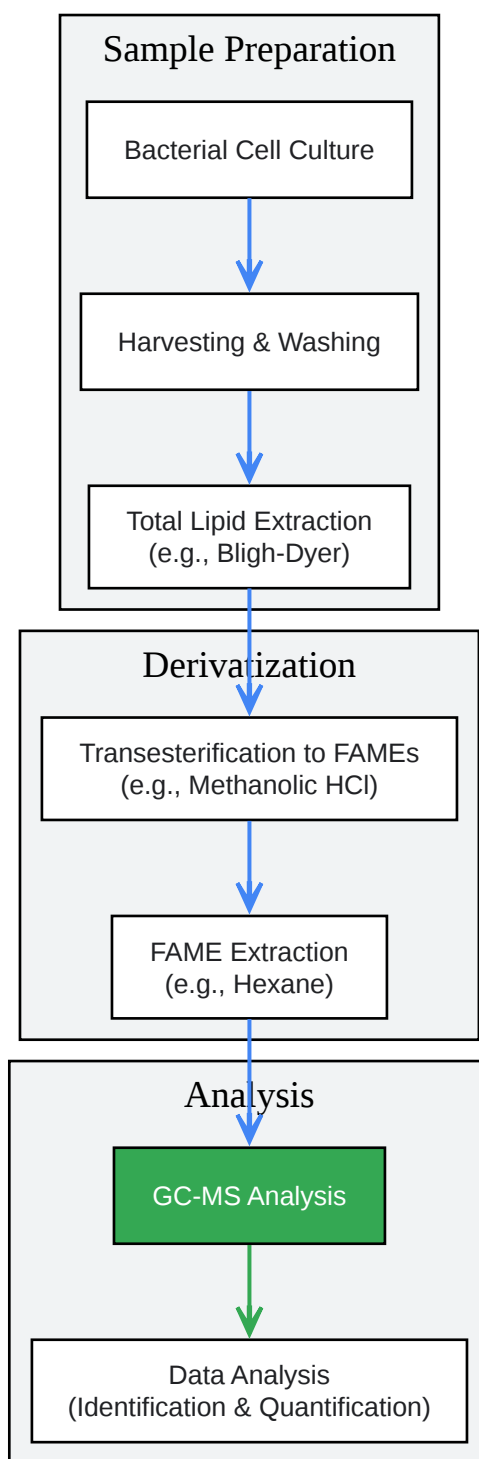 Sample Preparation
Bacterial Cell Culture
Harvesting & Washing
Total Lipid Extraction
(e.g., Bligh-Dyer)
Derivatization
Transesterification to FAMEs
(e.g., Methanolic HCl)
FAME Extraction
(e.g., Hexane)
Analysis
GC-MS Analysis
Data Analysis
(Identification & Quantification)